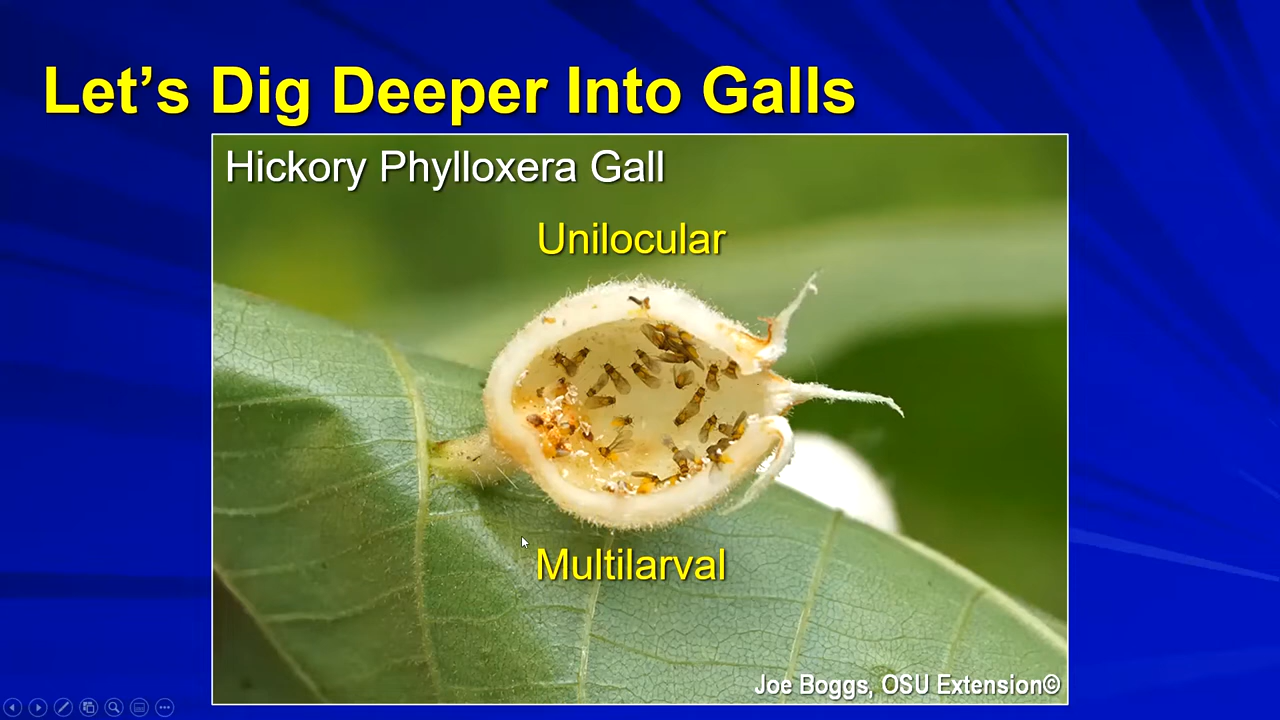 Let’s Dig Deeper Into Galls
Hickory Phylloxera Gall
Unilocular
Multilarval
Joe Boggs, OSU Extension©